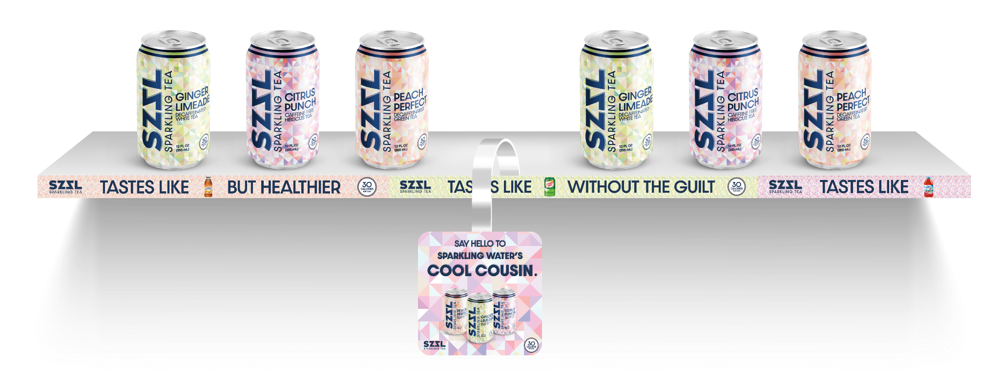 SZSL
SPARKLING TEA
GINGER
LIMEADE
DECAFFEINATED
WHITE TEA
12 FL OZ
(355 mL)
30
SZSL
SPARKLING TEA
CITRUS
PUNCH
CAFFEINE FREE
HIBISCUS TEA
12 FL OZ
(355 mL)
30
SZSL
SPARKLING TEA
PEACH
PERFECT
DECAFFEINATED
GREEN TEA
12 FL OZ
(355 mL)
30
SZSL
SPARKLING TEA
GINGER
LIMEADE
DECAFFEINATED
WHITE TEA
12 FL OZ
(355 mL)
30
SZSL
SPARKLING TEA
CITRUS
PUNCH
CAFFEINE FREE
HIBISCUS TEA
12 FL OZ
(355 mL)
30
SZSL
SPARKLING TEA
PEACH
PERFECT
DECAFFEINATED
GREEN TEA
12 FL OZ
(355 mL)
30
SZSL
SPARKLING TEA
TASTES LIKE
BUT HEALTHIER
30
CALORIES
PER CAN
SZSL
SPARKLING TEA
TAS S LIKE
WITHOUT THE GUILT
30
CALORIES
PER CAN
SZSL
SPARKLING TEA
TASTES LIKE
SAY HELLO TO
SPARKLING WATER'S
COOL COUSIN.
SZSL
SPARKLING TEA
PEACH
PERFECT
SZSL
SPARKLING TEA
GINGER
LIMEADE
SZSL
SPARKLING TEA
CITRUS
PUNCH
SZSL
SPARKLING TEA
30
CALORIES
PER CAN